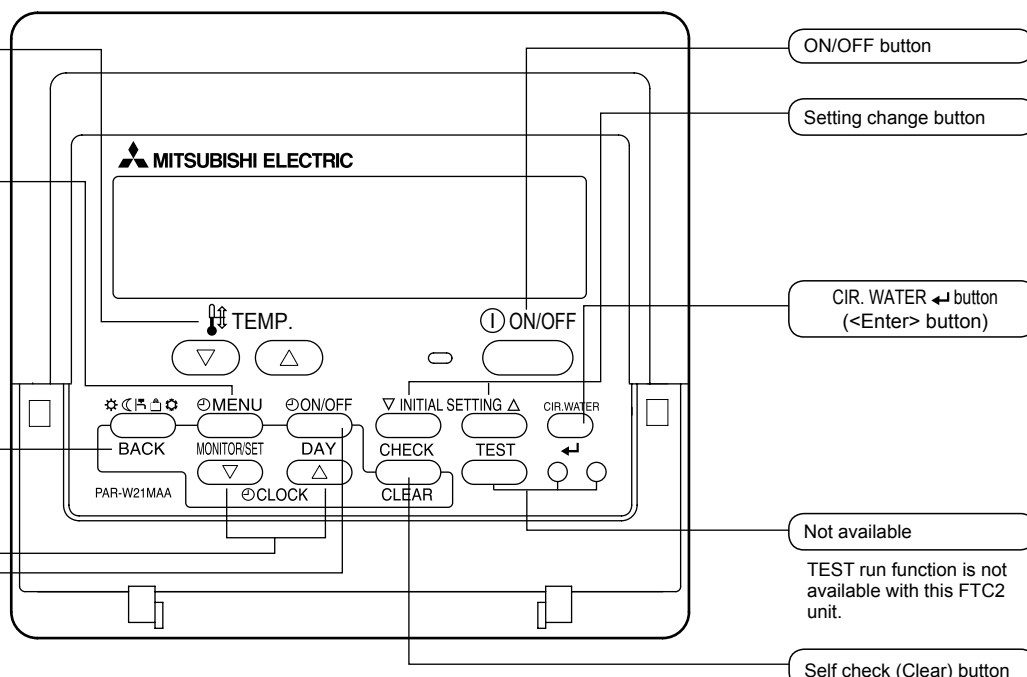 MITSUBISHI ELECTRIC
TEMP.
ON/OFF
MENU
ON/OFF
INITIAL SETTING
CIR.WATER
BACK
MONITOR/SET
DAY
CHECK
TEST
PAR-W21MAA
CLOCK
CLEAR
ON/OFF button
Setting change button
CIR. WATER ↵ button
(<Enter> button)
Not available
TEST run function is not
available with this FTC2
unit.
Self check (Clear) button